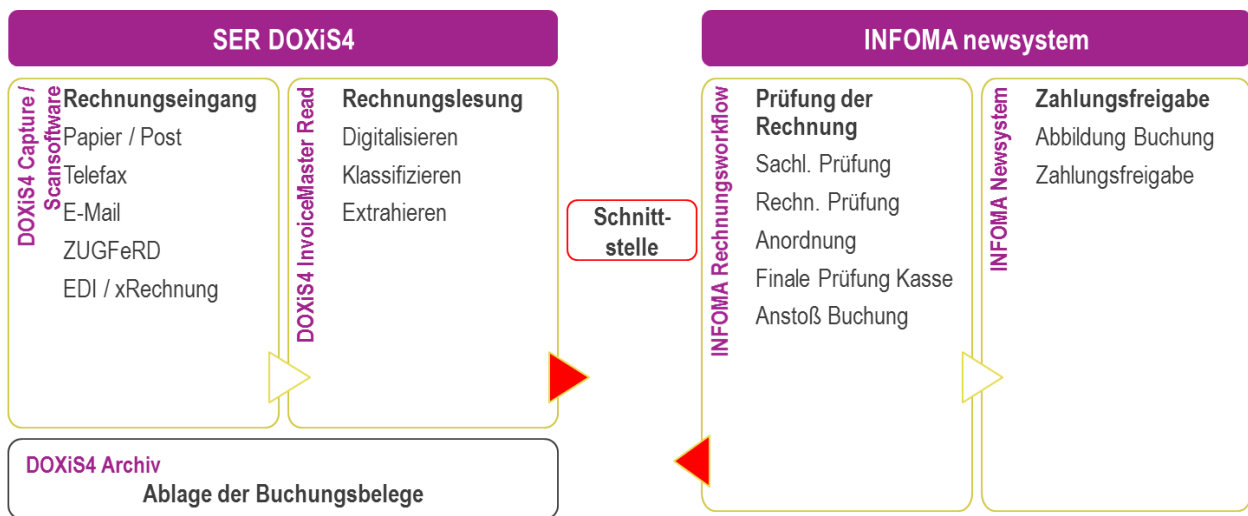 SER DOXiS4
INFOMA newsystem
DOXiS4 Capture /
Scansoftware
Rechnungseingang
Papier / Post
Telefax
E-Mail
ZUGFeRD
EDI / xRechnung
DOXiS4 InvoiceMaster Read
Rechnungslesung
Digitalisieren
Klassifizieren
Extrahieren
Schnitt-
stelle
INFOMA Rechnungsworkflow
Prüfung der
Rechnung
Sachl. Prüfung
Rechn. Prüfung
Anordnung
Finale Prüfung Kasse
Anstoß Buchung
INFOMA Newsystem
Zahlungsfreigabe
Abbildung Buchung
Zahlungsfreigabe
DOXiS4 Archiv
Ablage der Buchungsbelege